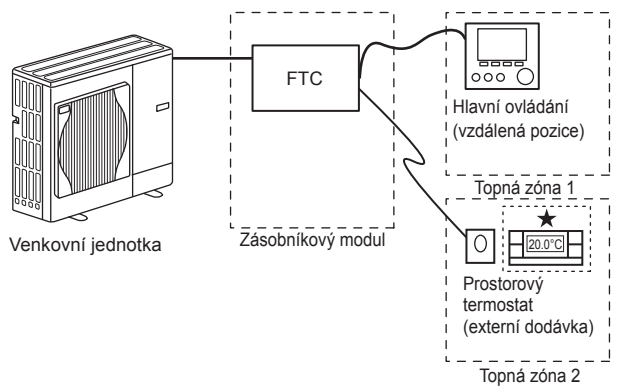 FTC
Hlavní ovládání
(vzdálená pozice)
Topná zóna 1
Venkovní jednotka
Zásobníkový modul
20.0°C
Prostorový
termostat
(externí dodávka)
Topná zóna 2